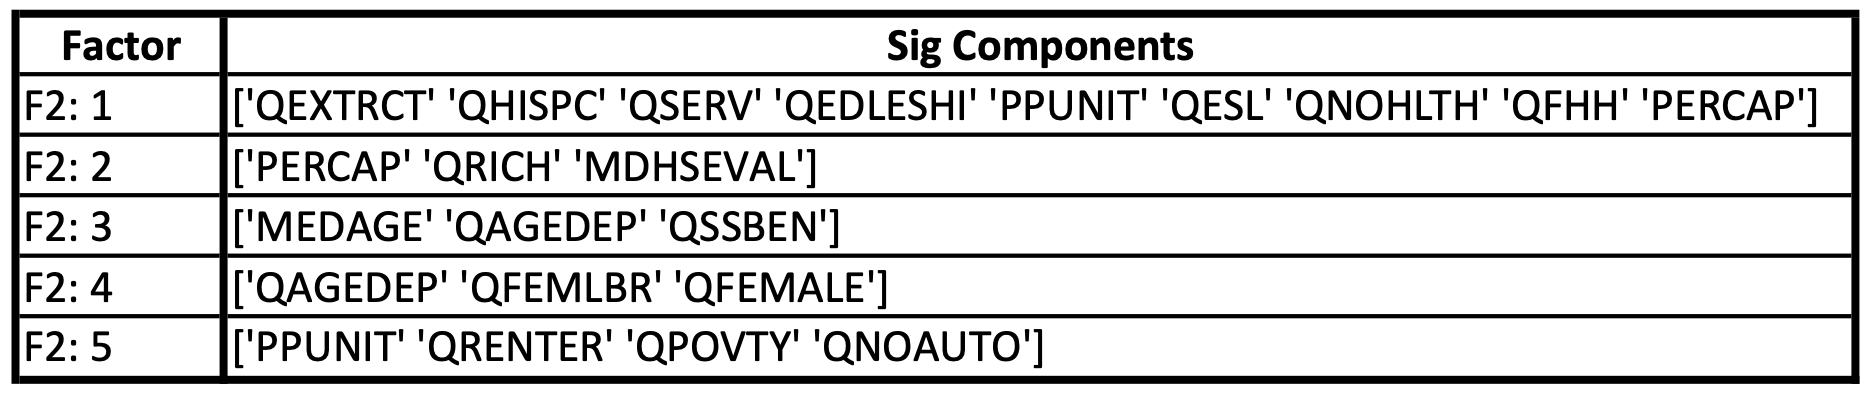 Factor Sig Components
F2: 1 ['QEXTRCT' 'QHISPC' 'QSERV' 'QEDLESHI' 'PPUNIT' 'QESL' 'QNOHLTH' 'QFHH' 'PERCAP']
F2: 2 ['PERCAP' 'QRICH' 'MDHSEVAL']
F2: 3 ['MEDAGE' 'QAGEDEP' 'QSSBEN']
F2: 4 ['QAGEDEP' 'QFEMLBR' 'QFEMALE']
F2: 5 ['PPUNIT' 'QRENTER' 'QPOVTY' 'QNOAUTO']